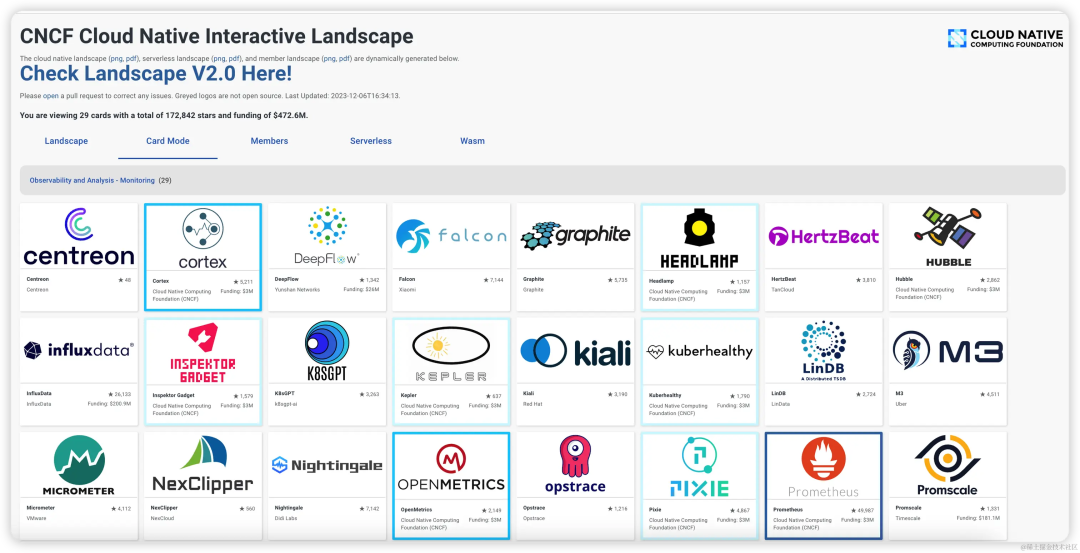 CNCF Cloud Native Interactive Landscape
CLOUD NATIVE
COMPUTING FOUNDATION
The cloud native landscape (png, pdf), serverless landscape (png, pdf), and member landscape (png, pdf) are dynamically generated below.
Check Landscape V2.0 Here!
Please open a pull request to correct any issues. Greyed logos are not open source. Last Updated: 2023-12-06T16:34:13.
You are viewing 29 cards with a total of 172,842 stars and funding of $472.6M.
Landscape Card Mode Members Serverless Wasm
Observability and Analysis - Monitoring (29)
centreon
Centreon ★ 48
Centreon
cortex
Cortex ★ 5,211
Cloud Native Computing Funding: $3M
Foundation (CNCF)
DeepFlow
DeepFlow ★ 1,342
Yunshan Networks Funding: $26M
falcon
Falcon ★ 7,144
Xiaomi
graphite
Graphite ★ 5,735
Graphite
HEADLAMP
Headlamp ★ 1,157
Cloud Native Computing Funding: $3M
Foundation (CNCF)
HertzBeat
HertzBeat ★ 3,810
TanCloud
HUBBLE
Hubble ★ 2,862
Cloud Native Computing Funding: $3M
Foundation (CNCF)
influxdata®
InfluxData ★ 26,133
InfluxData Funding: $200.9M
INSPEKTOR
GADGET
Inspektor Gadget ★ 1,579
Cloud Native Computing Funding: $3M
Foundation (CNCF)
K8SGPT
K8sGPT ★ 3,263
k8sgpt-ai
KEPLER
Kepler ★ 637
Cloud Native Computing Funding: $3M
Foundation (CNCF)
kiali
Kiali ★ 3,190
Red Hat
kuberhealthy
Kuberhealthy ★ 1,790
Cloud Native Computing Funding: $3M
Foundation (CNCF)
LinDB
A Distributed TSDB
LinDB ★ 2,724
LinData
M3
M3 ★ 4,511
Uber
MICROMETER
Micrometer ★ 4,112
VMware
NexClipper
NexClipper ★ 560
NexCloud
Nightingale
Nightingale ★ 7,142
Didi Labs
OPENMETRICS
OpenMetrics ★ 2,149
Cloud Native Computing Funding: $3M
Foundation (CNCF)
opstrace
Opstrace ★ 1,216
Opstrace
PIXIE
Pixie ★ 4,867
Cloud Native Computing Funding: $3M
Foundation (CNCF)
Prometheus
Prometheus ★ 49,987
Cloud Native Computing Funding: $3M
Foundation (CNCF)
Promscale
Promscale ★ 1,331
Timescale Funding: $181.1M
@稀土掘金技术社区